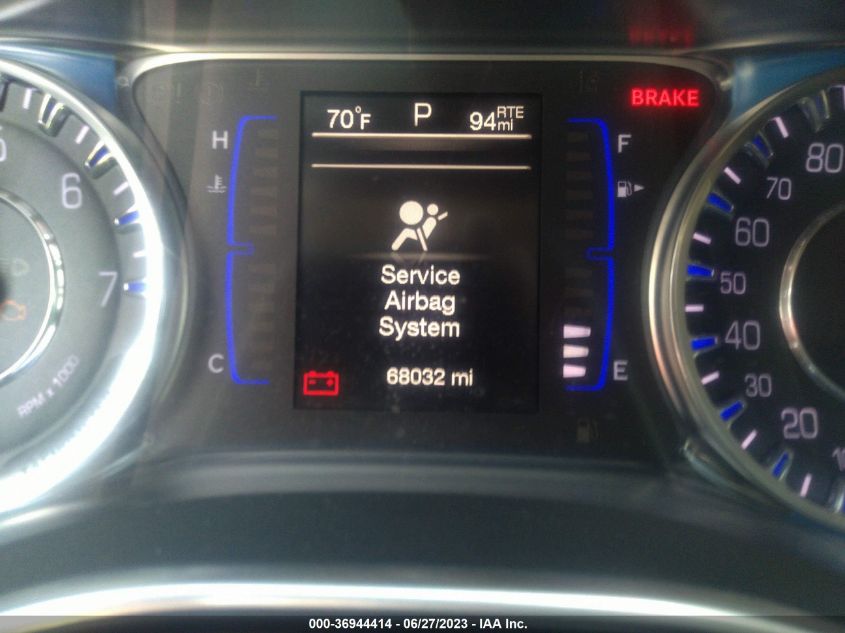 70°F P 94 RTE mi
BRAKE
H
F
6
7
C
E
RPM x 1000
Service
Airbag
System
68032 mi
80
70
60
50
40
30
20
000-36944414 - 06/27/2023 - IAA Inc.